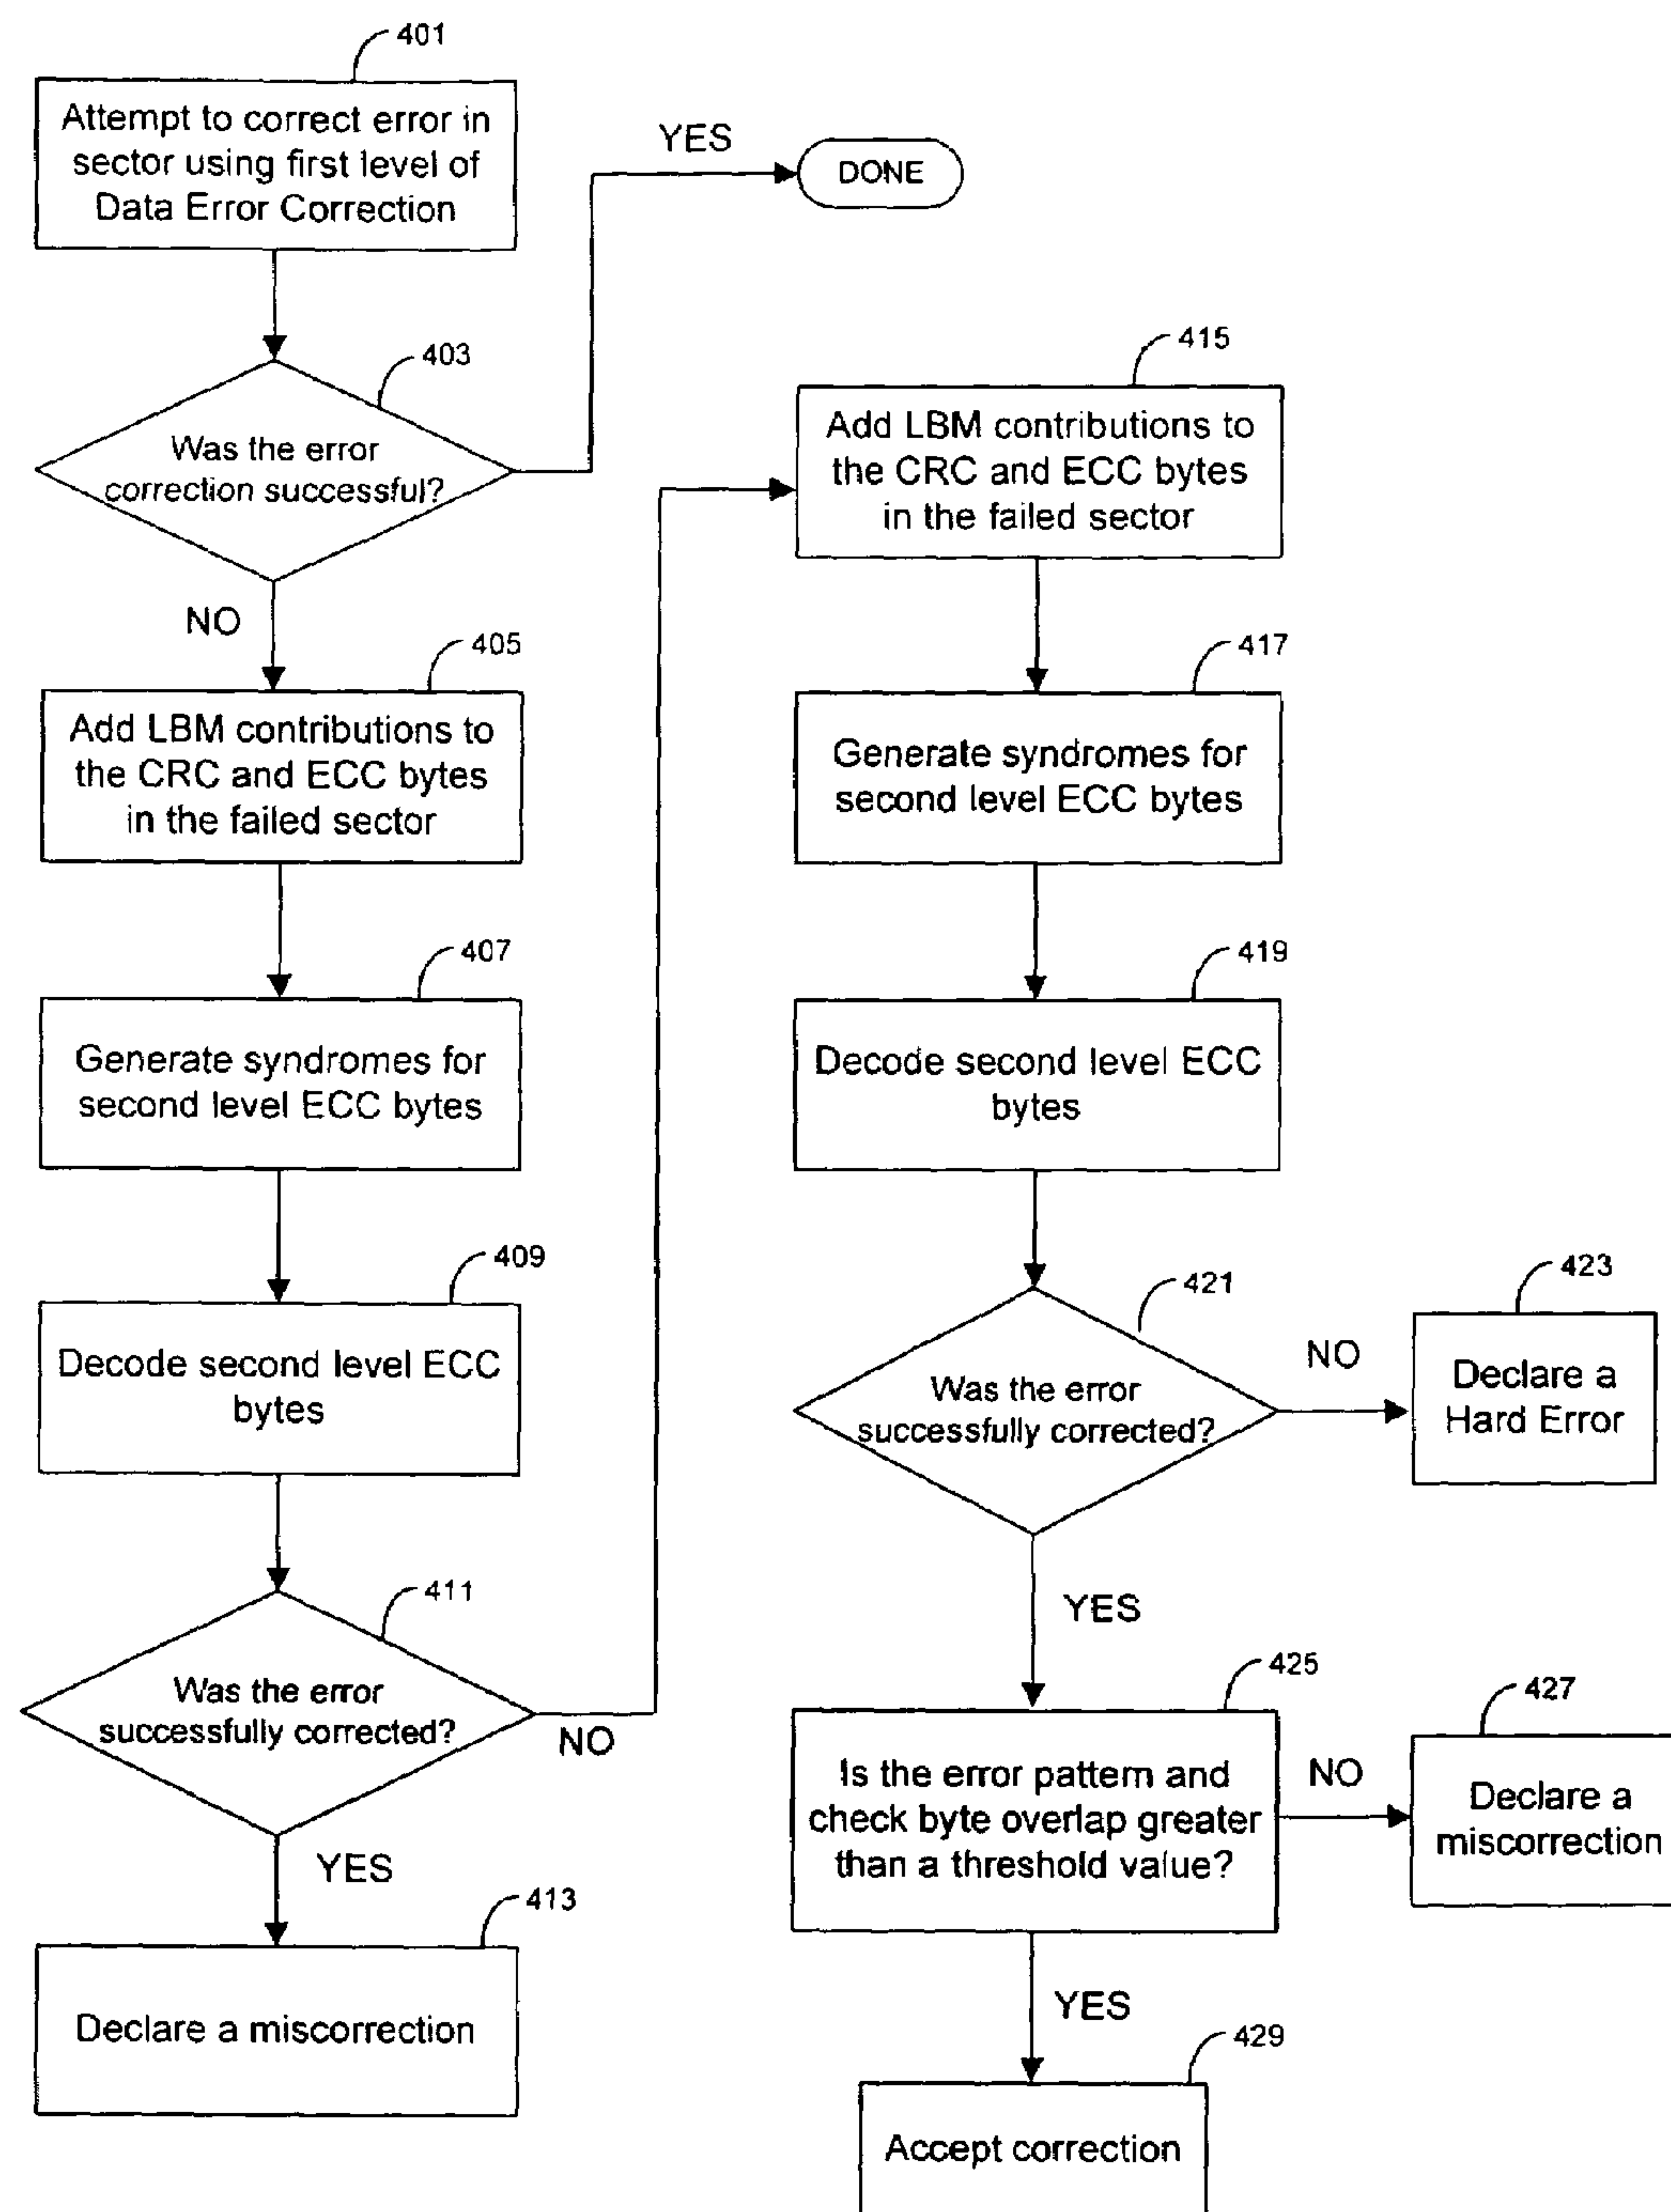 401
Attempt to correct error in
sector using first level of
Data Error Correction
YES
DONE
403
Was the error
correction successful?
NO
405
Add LBM contributions to
the CRC and ECC bytes
in the failed sector
407
Generate syndromes for
second level ECC bytes
409
Decode second level ECC
bytes
411
Was the error
successfully corrected?
NO
YES
413
Declare a miscorrection
415
Add LBM contributions to
the CRC and ECC bytes
in the failed sector
417
Generate syndromes for
second level ECC bytes
419
Decode second level ECC
bytes
421
Was the error
successfully corrected?
NO
423
Declare a
Hard Error
YES
425
Is the error pattern and
check byte overlap greater
than a threshold value?
NO
427
Declare a
miscorrection
YES
429
Accept correction